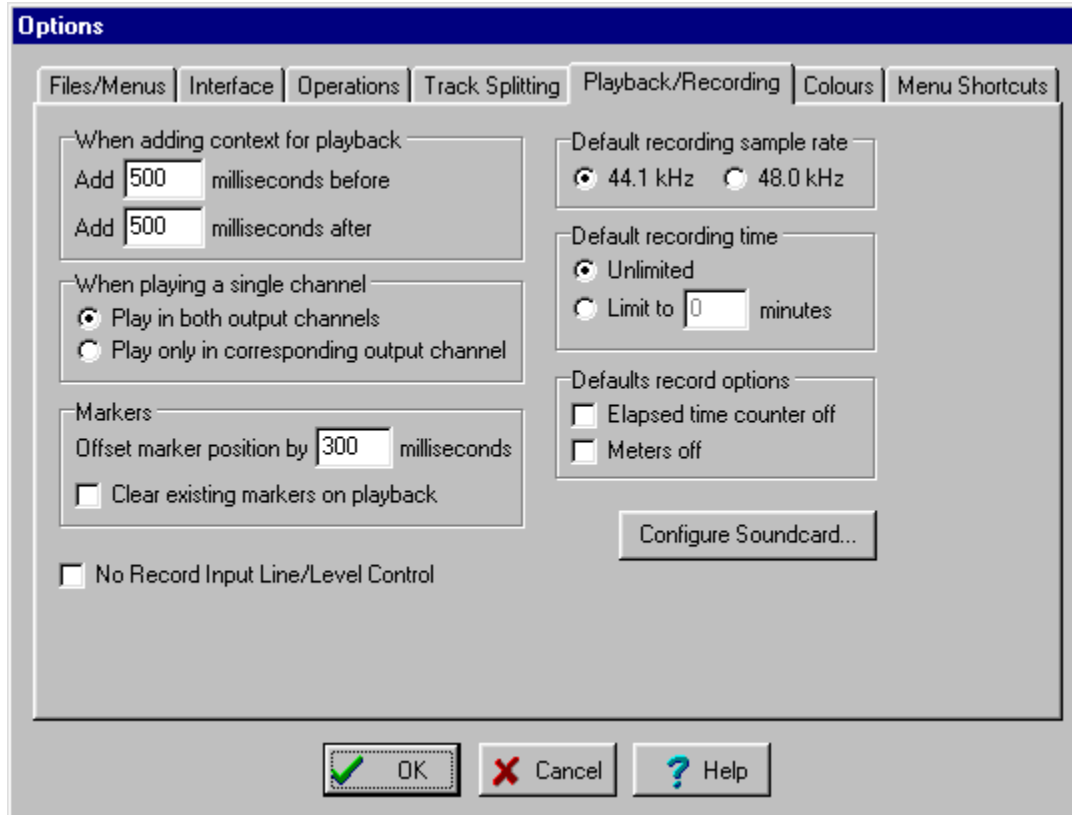 Options
Files/Menus
Interface
Operations
Track Splitting
Playback/Recording
Colours
Menu Shortcuts
When adding context for playback
Add 500 milliseconds before
Add 500 milliseconds after
When playing a single channel
Play in both output channels
Play only in corresponding output channel
Markers
Offset marker position by 300 milliseconds
Clear existing markers on playback
No Record Input Line/Level Control
Default recording sample rate
44.1 kHz 48.0 kHz
Default recording time
Unlimited
Limit to 0 minutes
Defaults record options
Elapsed time counter off
Meters off
Configure Soundcard...
OK
Cancel
? Help